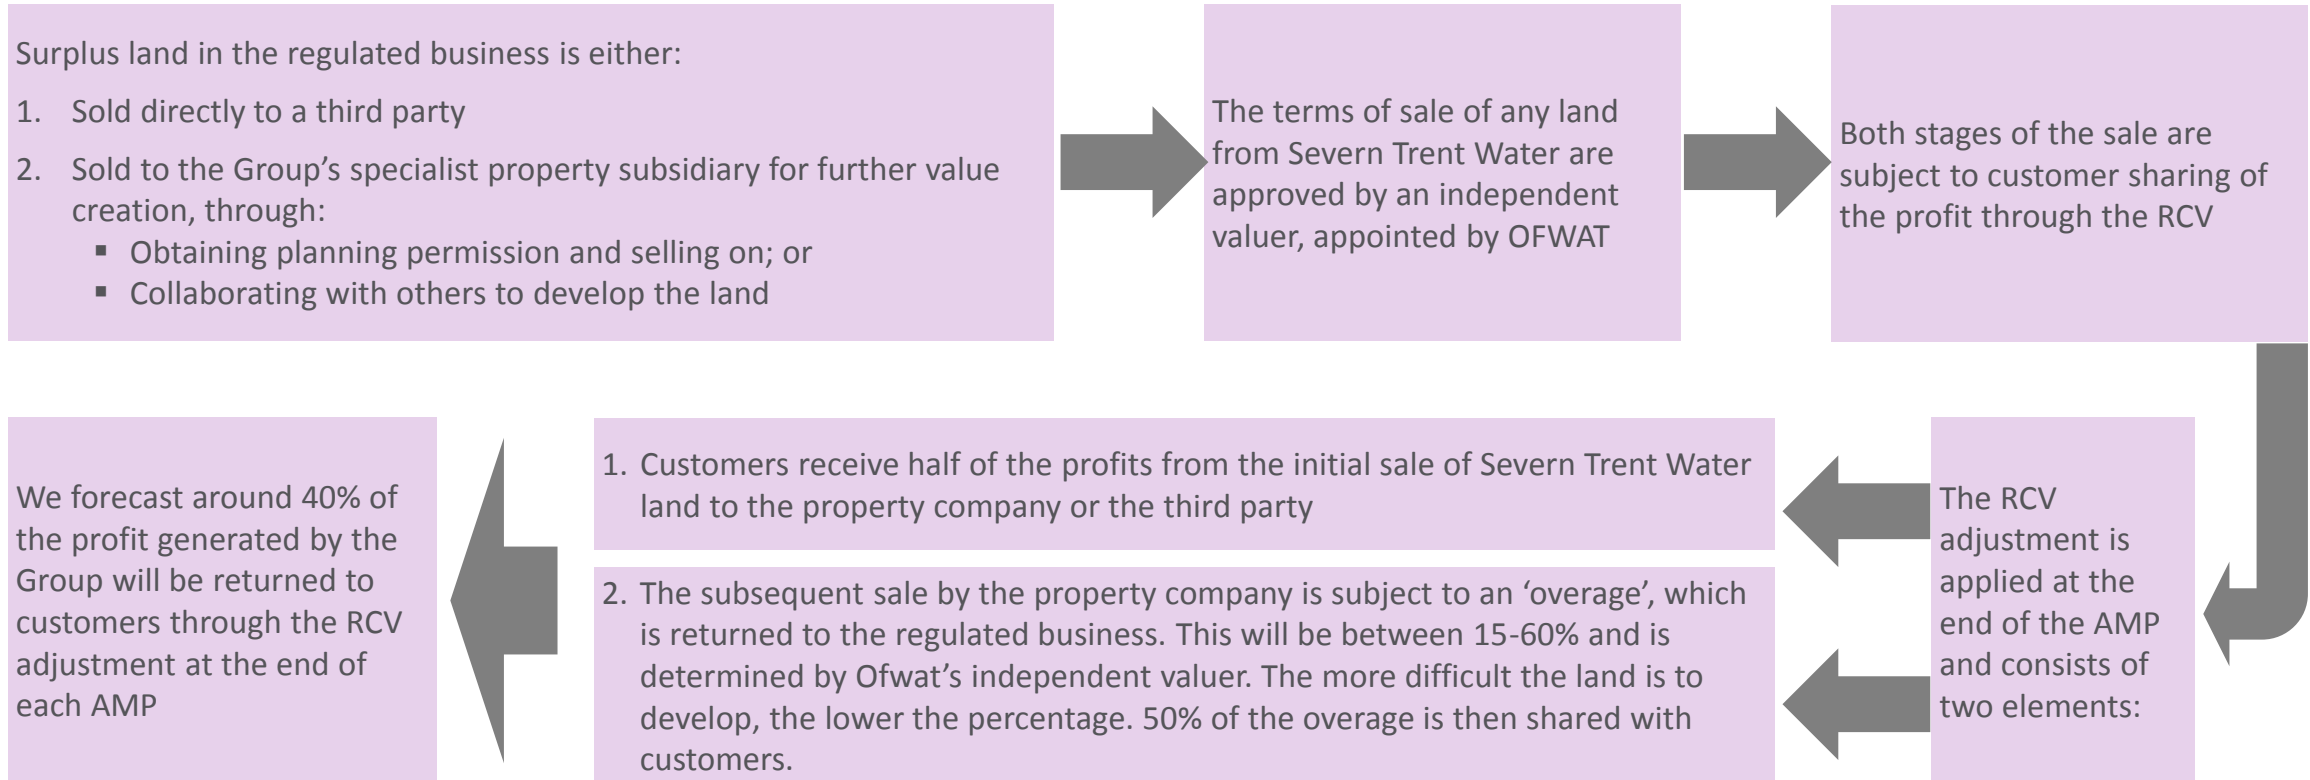 Surplus land in the regulated business is either:
1. Sold directly to a third party
2. Sold to the Group’s specialist property subsidiary for further value
creation, through:
▪ Obtaining planning permission and selling on; or
▪ Collaborating with others to develop the land
The terms of sale of any land
from Severn Trent Water are
approved by an independent
valuer, appointed by OFWAT
Both stages of the sale are
subject to customer sharing of
the profit through the RCV
The RCV
adjustment is
applied at the
end of the AMP
and consists of
two elements:
1. Customers receive half of the profits from the initial sale of Severn Trent Water
land to the property company or the third party
2. The subsequent sale by the property company is subject to an ‘overage’, which
is returned to the regulated business. This will be between 15-60% and is
determined by Ofwat’s independent valuer. The more difficult the land is to
develop, the lower the percentage. 50% of the overage is then shared with
customers.
We forecast around 40% of
the profit generated by the
Group will be returned to
customers through the RCV
adjustment at the end of
each AMP